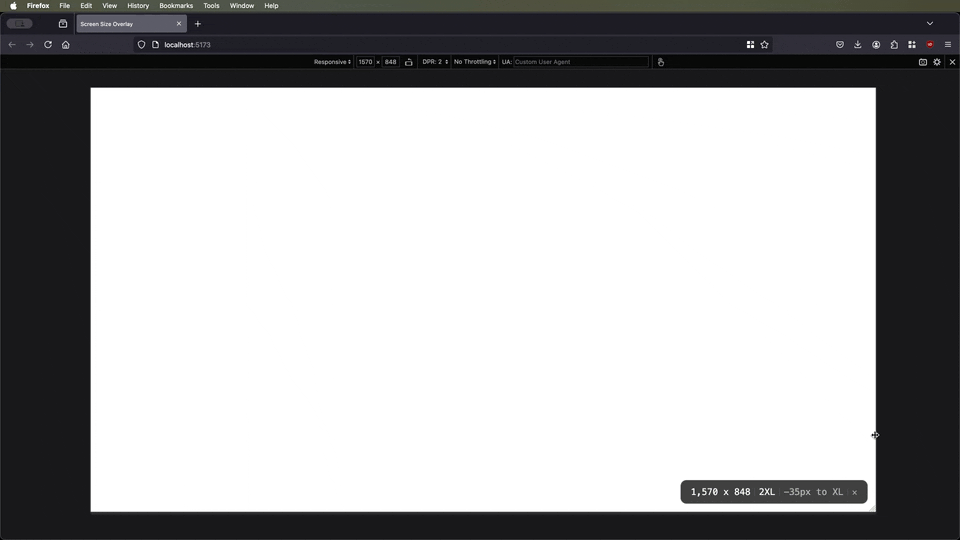 Firefox File Edit View History Bookmarks Tools Window Help
Screen Size Overlay
localhost:5173
Responsive 1570 × 848 DPR: 2 No Throttling UA: Custom User Agent
1,570 x 848 2XL −35px to XL ×